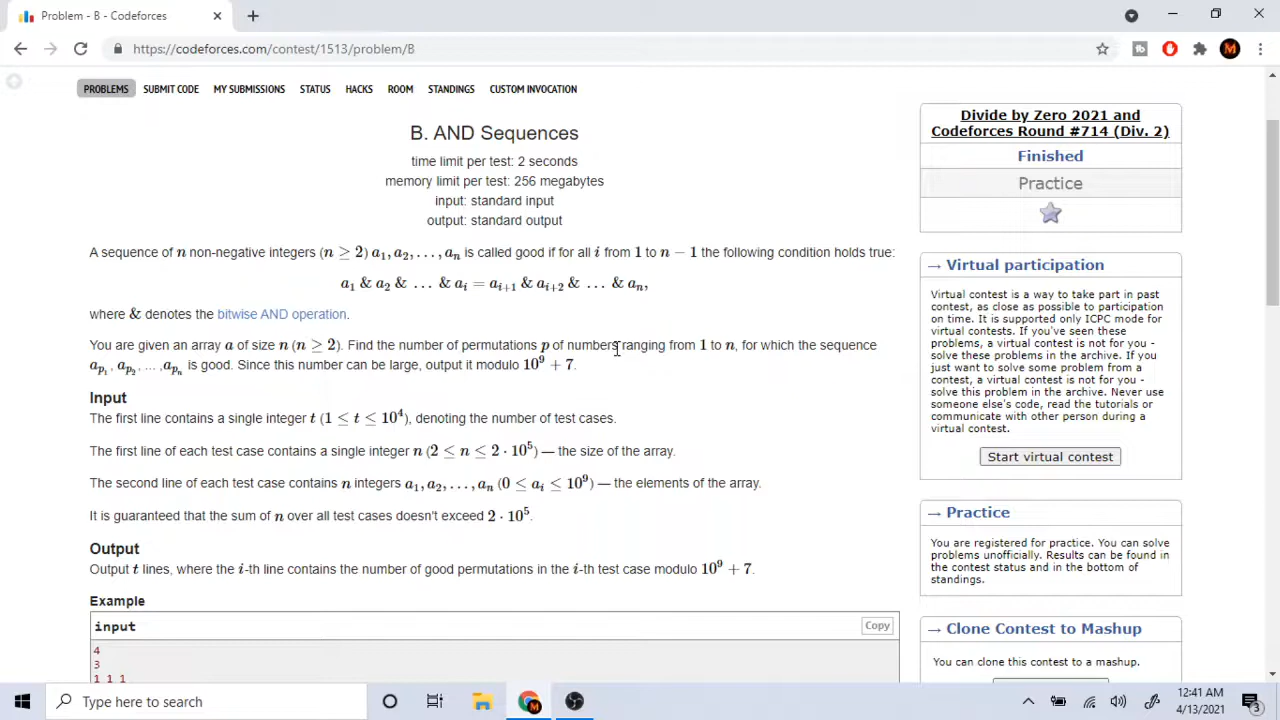 Problem - B - Codeforces
https://codeforces.com/contest/1513/problem/B
PROBLEMS SUBMIT CODE MY SUBMISSIONS STATUS HACKS ROOM STANDINGS CUSTOM INVOCATION
B. AND Sequences
time limit per test: 2 seconds
memory limit per test: 256 megabytes
input: standard input
output: standard output
A sequence of n non-negative integers (n ≥ 2) a₁, a₂, …, aₙ is called good if for all i from 1 to n − 1 the following condition holds true:
a₁ & a₂ & … & aᵢ = aᵢ₊₁ & aᵢ₊₂ & … & aₙ,
where & denotes the bitwise AND operation.
You are given an array a of size n (n ≥ 2). Find the number of permutations p of numbers ranging from 1 to n, for which the sequence
a_{p₁}, a_{p₂}, … ,a_{pₙ} is good. Since this number can be large, output it modulo 10⁹ + 7.
Input
The first line contains a single integer t (1 ≤ t ≤ 10⁴), denoting the number of test cases.
The first line of each test case contains a single integer n (2 ≤ n ≤ 2 · 10⁵) — the size of the array.
The second line of each test case contains n integers a₁, a₂, …, aₙ (0 ≤ aᵢ ≤ 10⁹) — the elements of the array.
It is guaranteed that the sum of n over all test cases doesn't exceed 2 · 10⁵.
Output
Output t lines, where the i-th line contains the number of good permutations in the i-th test case modulo 10⁹ + 7.
Example
input
Copy
4
3
1 1 1
Divide by Zero 2021 and
Codeforces Round #714 (Div. 2)
Finished
Practice
→ Virtual participation
Virtual contest is a way to take part in past
contest, as close as possible to participation
on time. It is supported only ICPC mode for
virtual contests. If you've seen these
problems, a virtual contest is not for you -
solve these problems in the archive. If you
just want to solve some problem from a
contest, a virtual contest is not for you -
solve this problem in the archive. Never use
someone else's code, read the tutorials or
communicate with other person during a
virtual contest.
Start virtual contest
→ Practice
You are registered for practice. You can solve
problems unofficially. Results can be found in
the contest status and in the bottom of
standings.
→ Clone Contest to Mashup
You can clone this contest to a mashup.
Type here to search
12:41 AM
4/13/2021
3
M
M